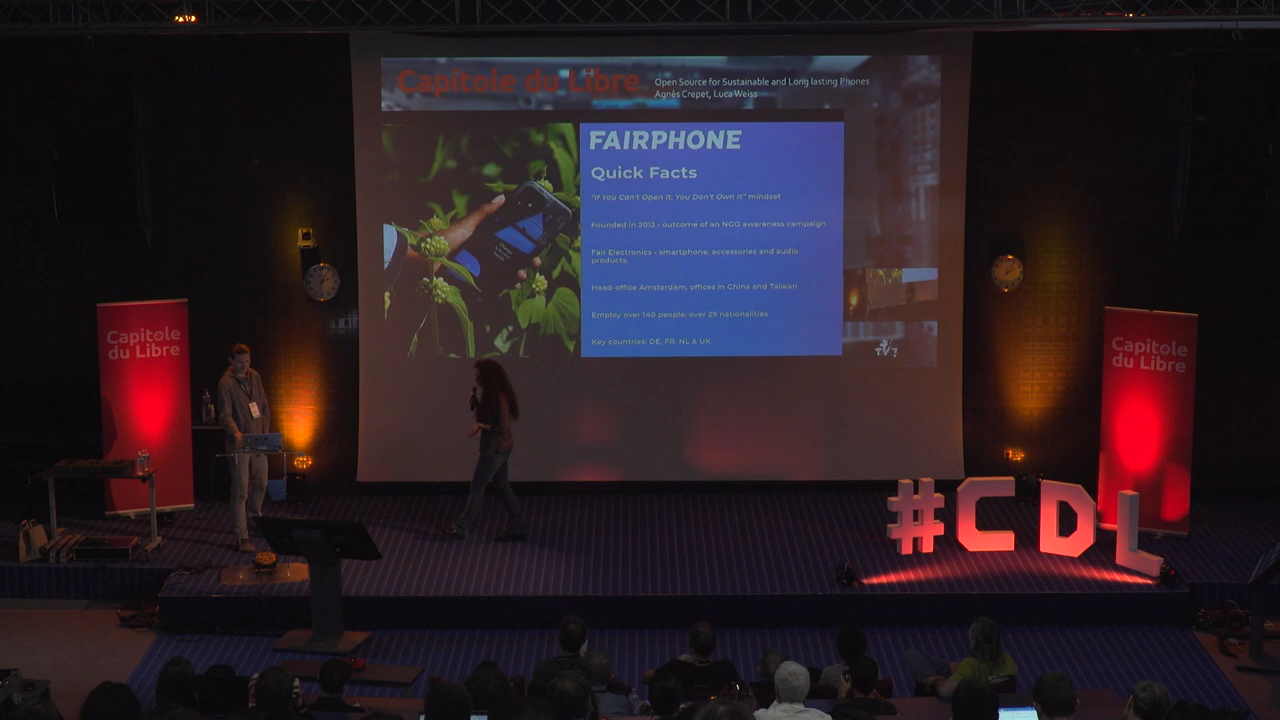 Capitole du Libre
Open Source for Sustainable and Long lasting Phones
Agnès Crepet, Luca Weiss
FAIRPHONE
Quick Facts
"If You Can't Open It, You Don't Own It" mindset
Founded in 2013 - outcome of an NGO awareness campaign
Fair Electronics - smartphone, accessories and audio
products.
Head-office Amsterdam, offices in China and Taiwan
Employ over 140 people, over 29 nationalities
Key countries: DE, FR, NL & UK
Capitole
du Libre
Capitole
du Libre
#CDL